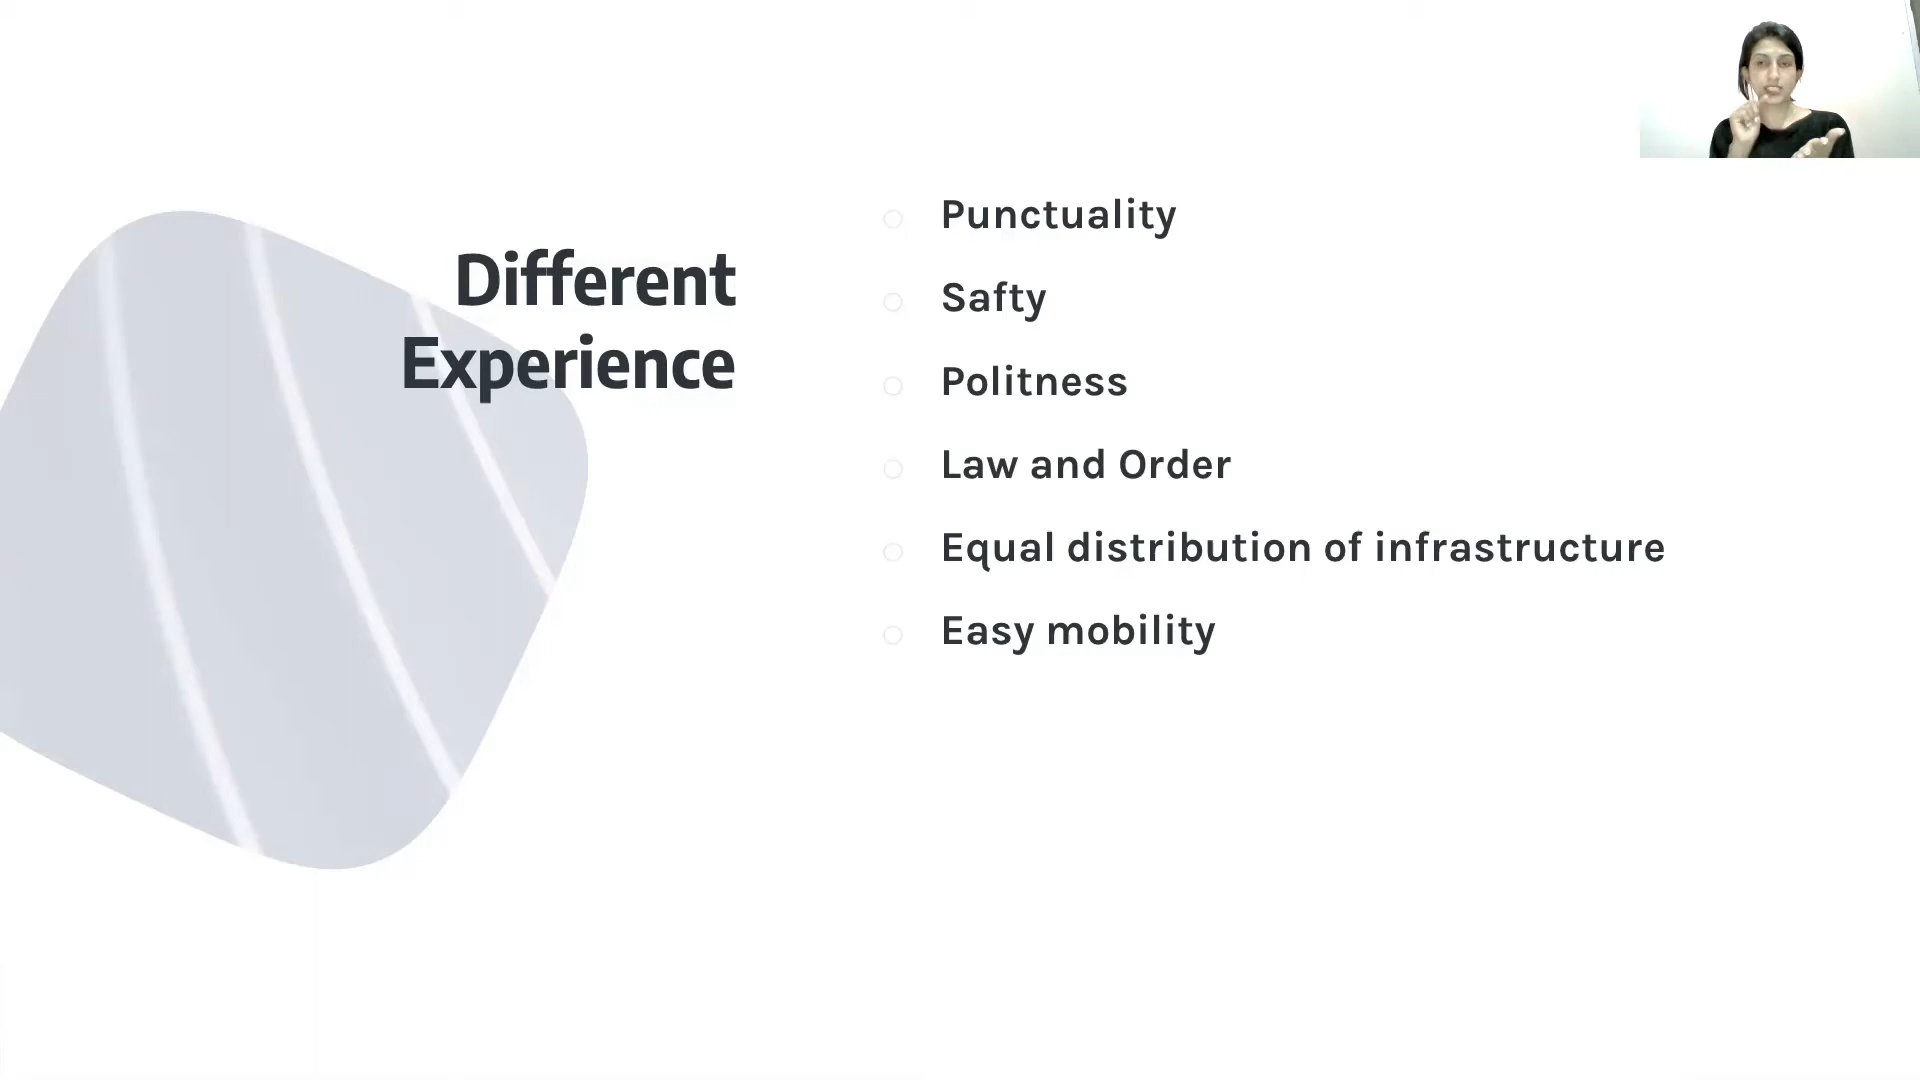 Different
Experience
Punctuality
Safty
Politness
Law and Order
Equal distribution of infrastructure
Easy mobility